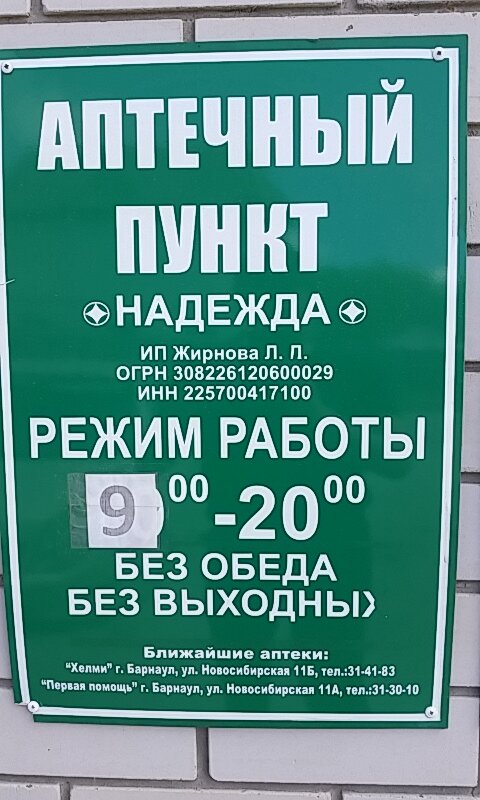 АПТЕЧНЫЙ
ПУНКТ
НАДЕЖДА
ИП Жирнова Л. П.
ОГРН 308226120600029
ИНН 225700417100
РЕЖИМ РАБОТЫ
9 00 -20 00
БЕЗ ОБЕДА
БЕЗ ВЫХОДНЫХ
Ближайшие аптеки:
"Хелми" г. Барнаул, ул. Новосибирская 11Б, тел.:31-41-83
"Первая помощь" г. Барнаул, ул. Новосибирская 11А, тел.:31-30-10